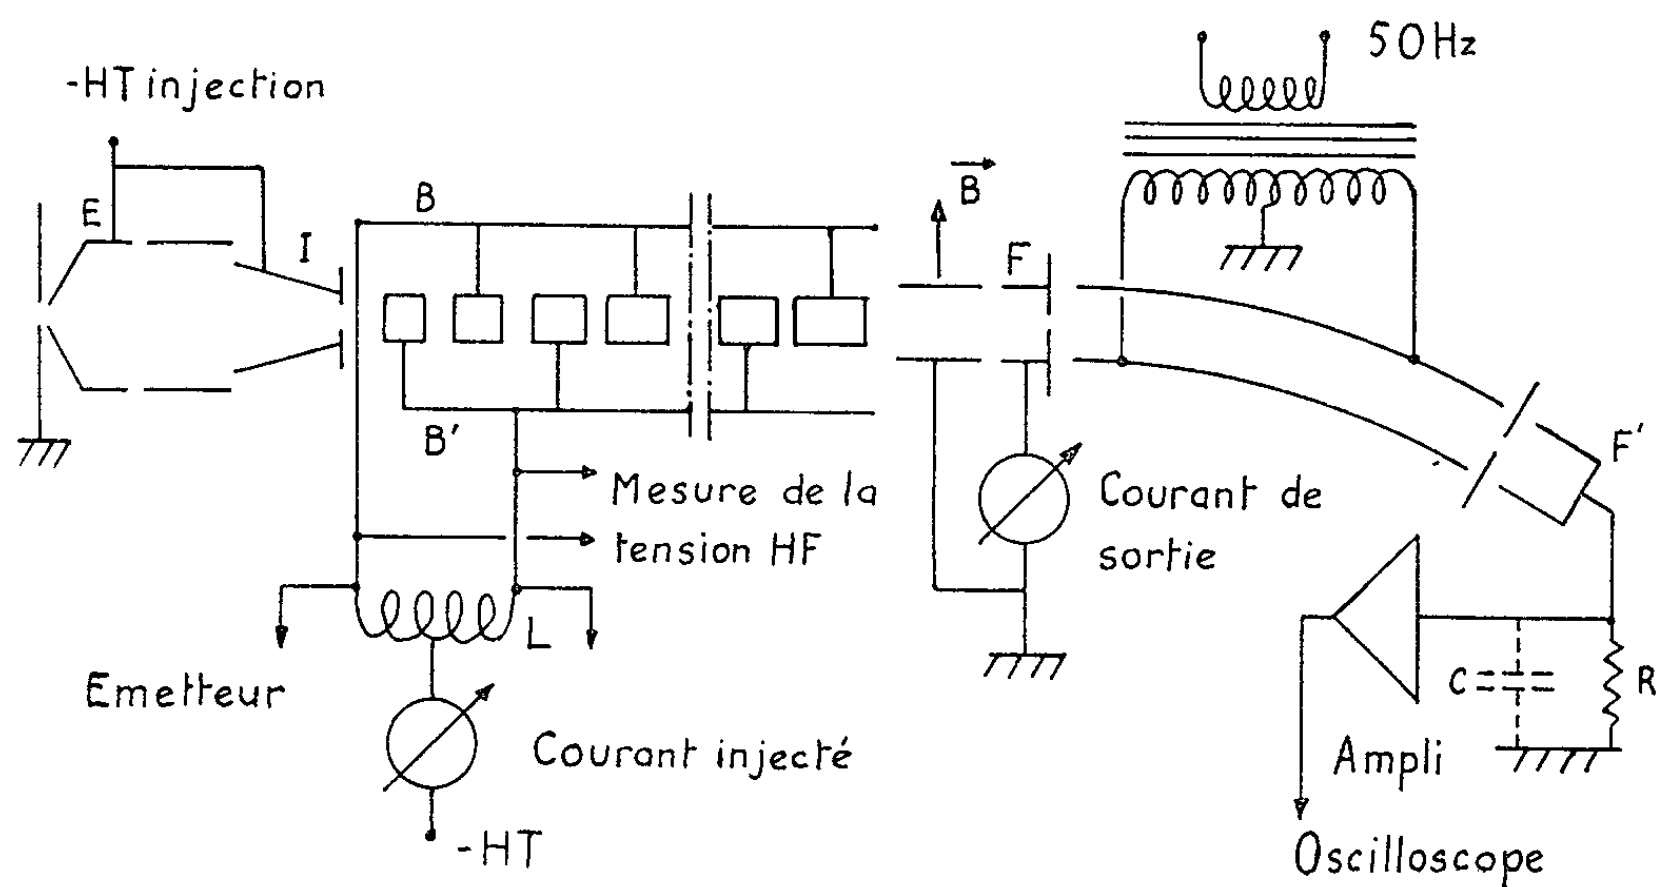 50Hz
-HT injection
B
E
B
I
F
B'
F'
Mesure de la
tension HF
Courant de
sortie
L
Emetteur
C
R
Courant injecté
Ampli
-HT
Oscilloscope